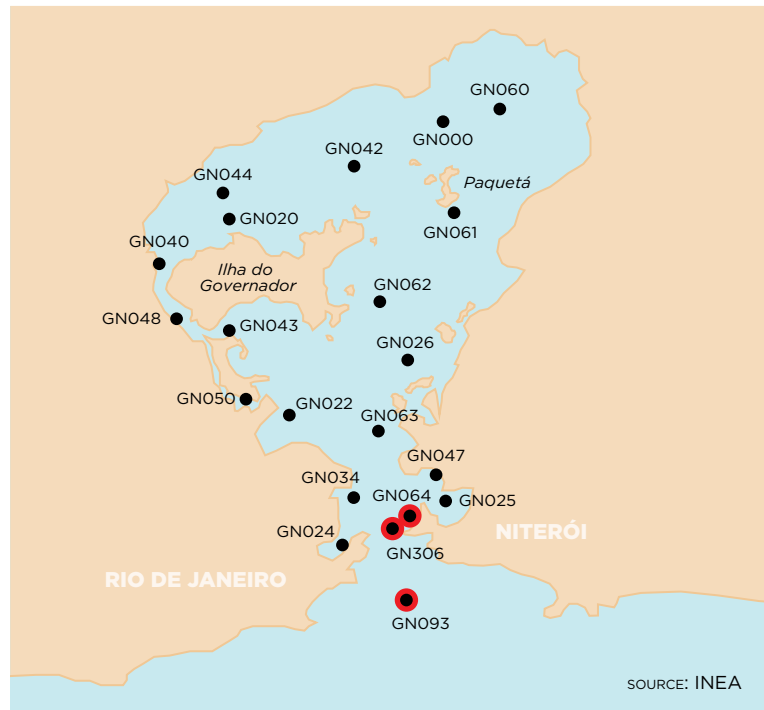 GN060
GN000
GN042
GN044
Paquetá
GN020
GN061
GN040
Ilha do
Governador
GN062
GN048
GN043
GN026
GN050
GN022
GN063
GN047
GN034
GN064
GN025
GN024
NITERÓI
GN306
RIO DE JANEIRO
GN093
SOURCE: INEA